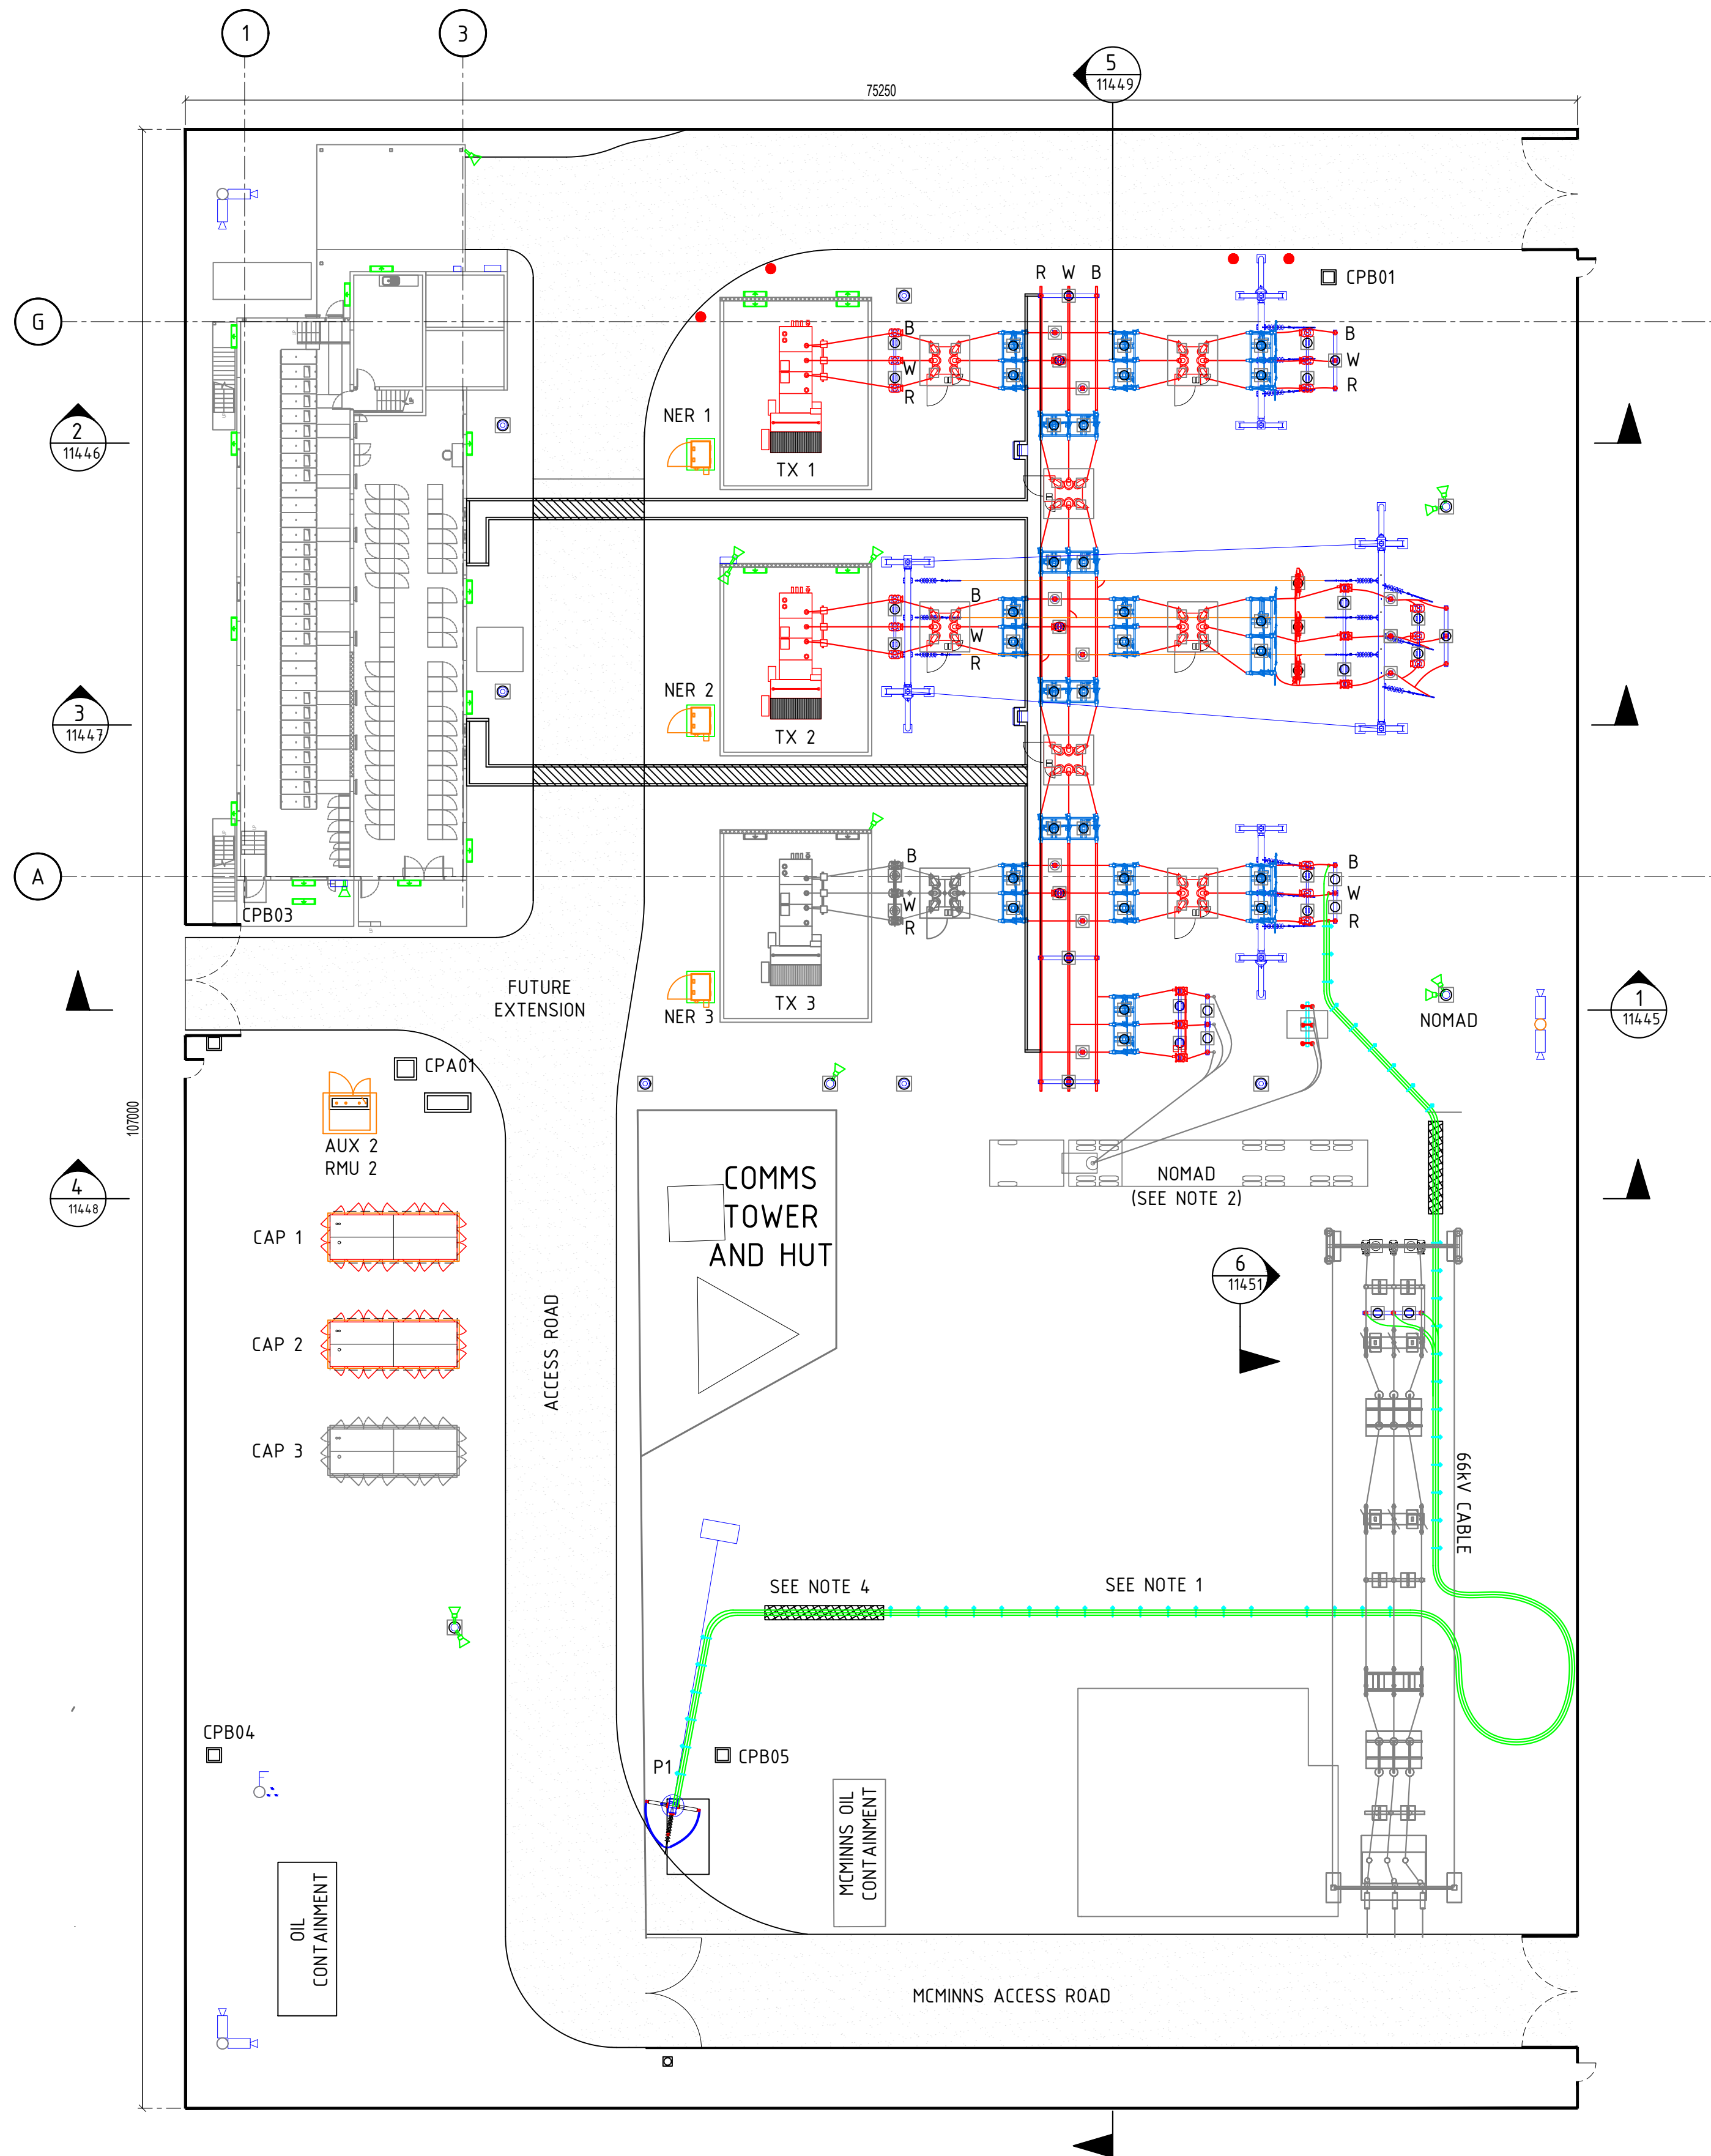 1
3
5
11449
75250
R W B
CPB01
G
B
W
R
B
W
R
NER 1
TX 1
2
11446
B
W
R
NER 2
TX 2
3
11447
A
B
W
R
B
W
R
CPB03
FUTURE
EXTENSION
NER 3
TX 3
NOMAD
1
11445
CPA01
107000
AUX 2
RMU 2
4
11448
COMMS
TOWER
AND HUT
NOMAD
(SEE NOTE 2)
CAP 1
6
11451
CAP 2
ACCESS ROAD
CAP 3
66kV CABLE
SEE NOTE 4
SEE NOTE 1
CPB04
P1
CPB05
MCMINNS OIL
CONTAINMENT
OIL
CONTAINMENT
MCMINNS ACCESS ROAD